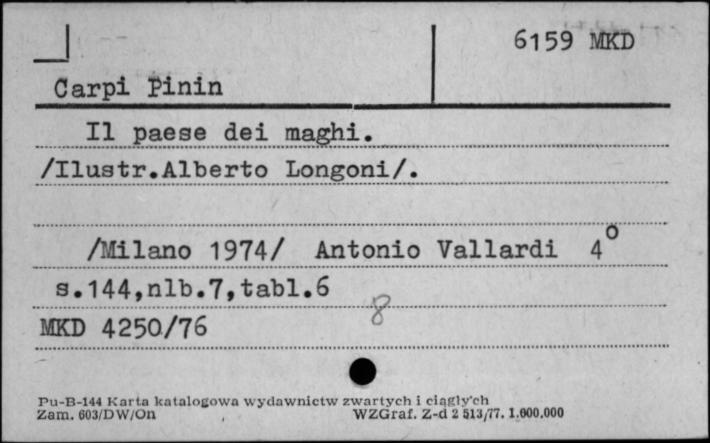 6159 MKD
Carpi Pinin
Il paese dei maghi.
/Ilustr.Alberto Longoni/.
/Milano 1974/ Antonio Vallardi 4°
s.144,nlb.7,tabl.6
8
MKD 4250/76
Pu-B-144 Karta katalogowa wydawnictw zwartych i ciągłych
Zam. 603/DW/On WZGraf. Z-d 2 513/77. 1.600.000